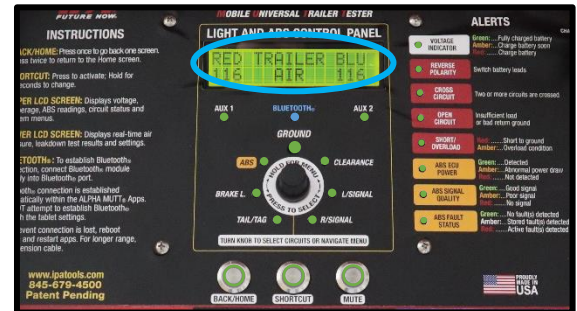 FUTURE NOW.
MOBILE UNIVERSAL TRAILER TESTER
INSTRUCTIONS
BACK/HOME: Press once to go back one screen.
twice to return to the Home screen.
Press to activate; Hold for
seconds to change.
LCD SCREEN: Displays voltage,
ABS readings, circuit status and
menus.
LCD SCREEN: Displays real-time air
leakdown test results and settings.
To establish Bluetooth®
connect Bluetooth® module
into Bluetooth® port.
connection is established
within the ALPHA MUTT® Apps.
attempt to establish Bluetooth®
the tablet settings.
connection is lost, reboot
and restart apps. For longer range,
cable.
www.ipatools.com
845-679-4500
Patent Pending
LIGHT AND ABS CONTROL PANEL
RED TRAILER BLU
116 AIR 116
AUX 1
BLUETOOTH®
AUX 2
GROUND
ABS
CLEARANCE
HOLD FOR MENU
PRESS TO SELECT
BRAKE L.
L/SIGNAL
TAIL/TAG
R/SIGNAL
TURN KNOB TO SELECT CIRCUITS OR NAVIGATE MENU
BACK/HOME
SHORTCUT
MUTE
ALERTS
VOLTAGE INDICATOR
Green: ....Fully charged battery
Amber:...Charge battery soon
Red: .......Charge battery
REVERSE POLARITY
Switch battery leads
CROSS CIRCUIT
Two or more circuits are crossed
OPEN CIRCUIT
Insufficient load
or bad return ground
SHORT/ OVERLOAD
Red: .......Short to ground
Amber:...Overload condition
ABS ECU POWER
Green: ....Detected
Amber:...Abnormal power draw
Red: .......Not detected
ABS SIGNAL QUALITY
Green: ....Good signal
Amber:...Poor signal
Red: .......No signal
ABS FAULT STATUS
Green: ....No fault(s) detected
Amber:...Stored fault(s) detected
Red: .......Active fault(s) detected
PROUDLY
MADE IN
USA